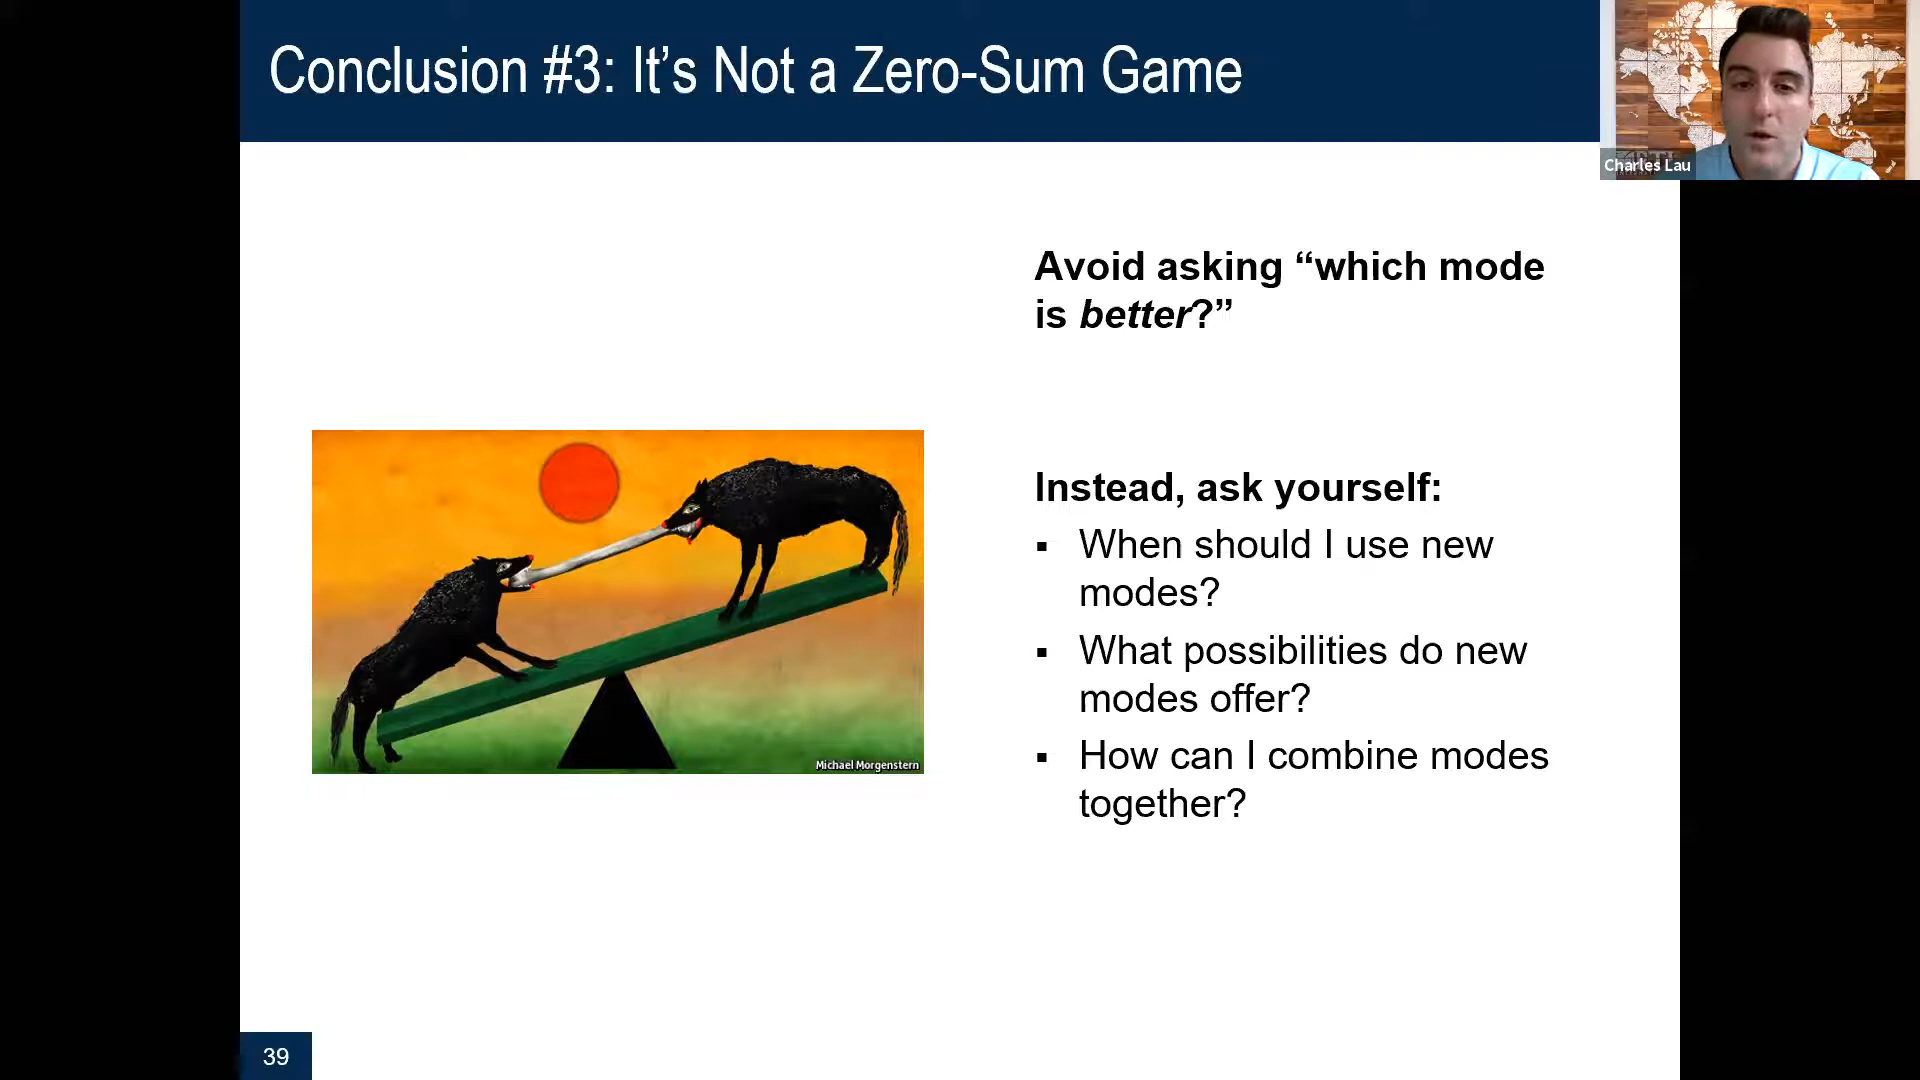 Conclusion #3: It’s Not a Zero-Sum Game
Charles Lau
Avoid asking “which mode
is better?”
Instead, ask yourself:
▪ When should I use new
modes?
▪ What possibilities do new
modes offer?
▪ How can I combine modes
together?
Michael Morgenstern
39